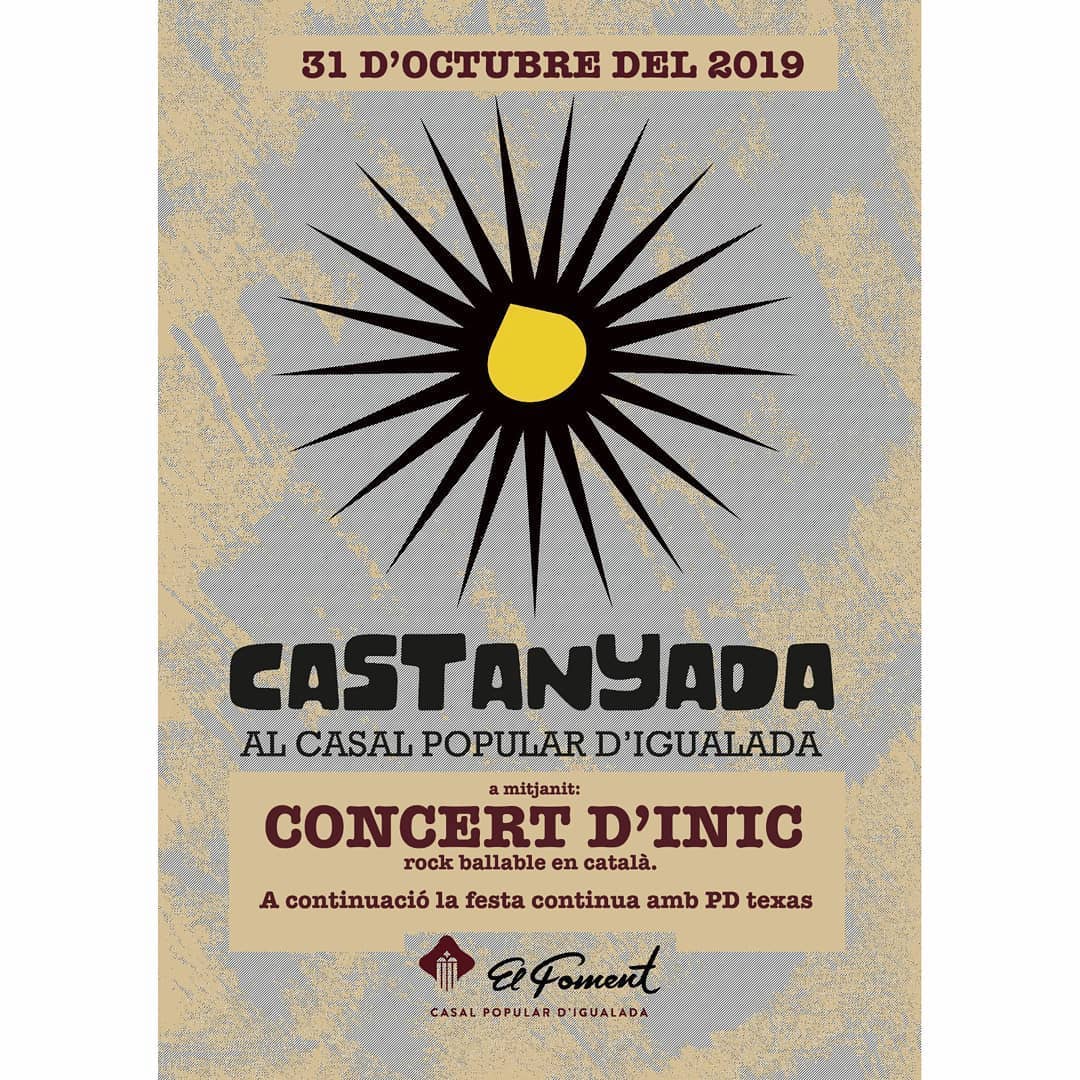 31 D'OCTUBRE DEL 2019
CASTANYADA
AL CASAL POPULAR D'IGUALADA
a mitjanit:
CONCERT D'INIC
rock ballable en català.
A continuació la festa continua amb PD texas
El Foment
CASAL POPULAR D'IGUALADA